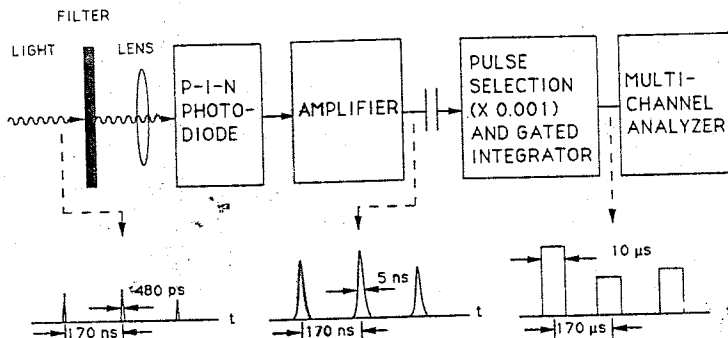 FILTER
LIGHT
LENS
P-I-N
PHOTO-
DIODE
AMPLIFIER
PULSE
SELECTION
(X 0.001)
AND GATED
INTEGRATOR
MULTI-
CHANNEL
ANALYZER
480 ps
170 ns
t
5 ns
170 ns
t
10 µs
170 µs
t